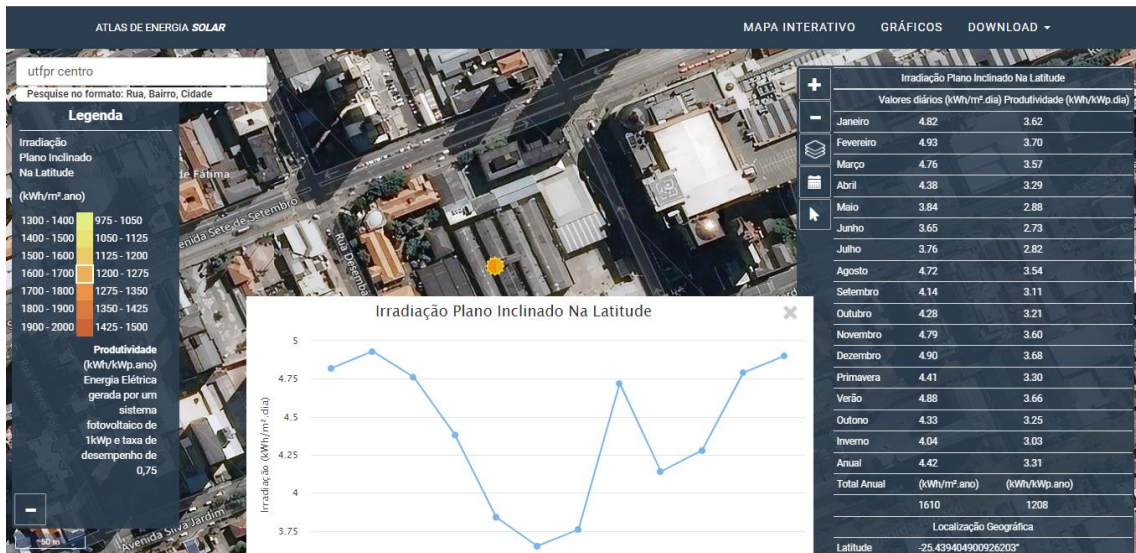 ATLAS DE ENERGIA SOLAR
MAPA INTERATIVO GRÁFICOS DOWNLOAD
utfpr centro
Pesquise no formato: Rua, Bairro, Cidade
Legenda
Irradiação
Plano Inclinado
Na Latitude
(kWh/m².ano)
1300 - 1400 975 - 1050
1400 - 1500 1050 - 1125
1500 - 1600 1125 - 1200
1600 - 1700 1200 - 1275
1700 - 1800 1275 - 1350
1800 - 1900 1350 - 1425
1900 - 2000 1425 - 1500
Produtividade
(kWh/kWp.ano)
Energia Elétrica
gerada por um
sistema
fotovoltaico de
1kWp e taxa de
desempenho de
0,75
50 m
de Fátima
enida Sete de Setembro
Rua Desemba
Avenida Silva Jardim
Irradiação Plano Inclinado Na Latitude
Irradiação (kWh/m².dia)
5
4.75
4.5
4.25
4
3.75
Irradiação Plano Inclinado Na Latitude
Valores diários (kWh/m².dia) Produtividade (kWh/kWp.dia)
Janeiro 4.82 3.62
Fevereiro 4.93 3.70
Março 4.76 3.57
Abril 4.38 3.29
Maio 3.84 2.88
Junho 3.65 2.73
Julho 3.76 2.82
Agosto 4.72 3.54
Setembro 4.14 3.11
Outubro 4.28 3.21
Novembro 4.79 3.60
Dezembro 4.90 3.68
Primavera 4.41 3.30
Verão 4.88 3.66
Outono 4.33 3.25
Inverno 4.04 3.03
Anual 4.42 3.31
Total Anual (kWh/m².ano) (kWh/kWp.ano)
1610 1208
Localização Geográfica
Latitude -25.439404900926203°